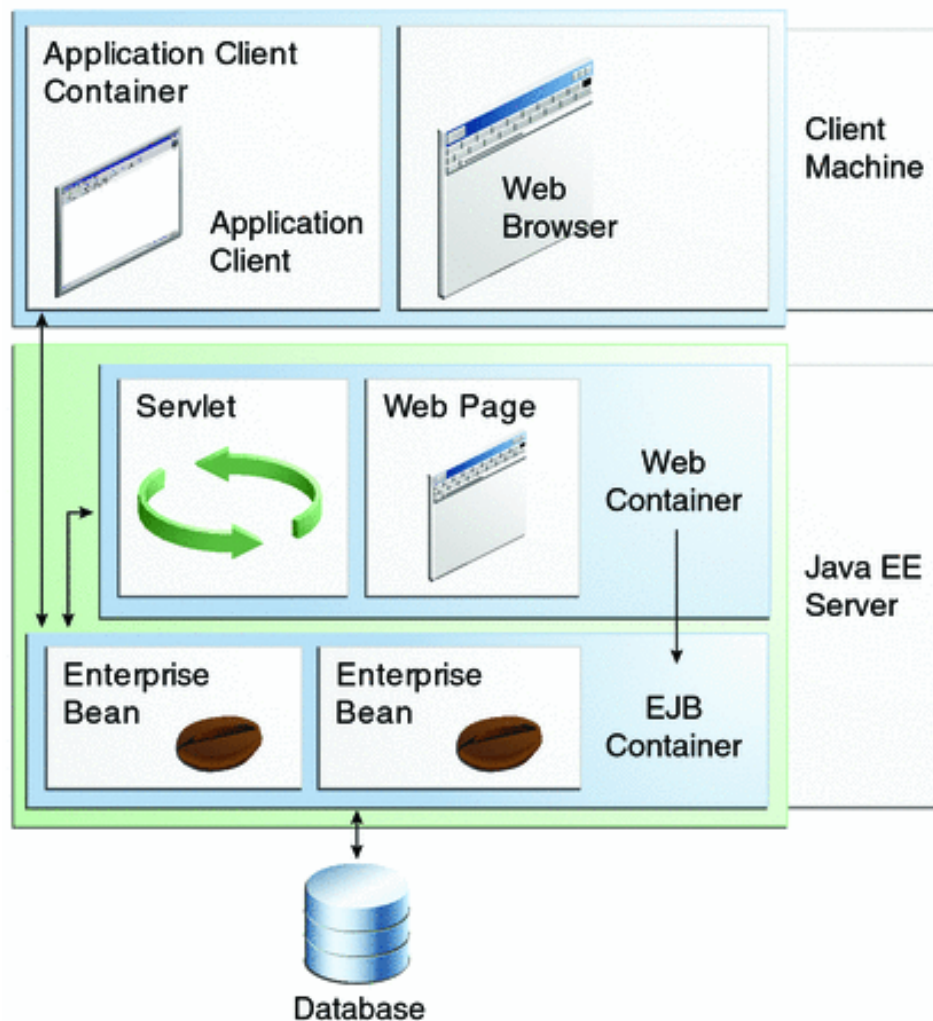 Application Client
Container
Application
Client
Web
Browser
Client
Machine
Servlet
Web Page
Web
Container
Java EE
Server
Enterprise
Bean
Enterprise
Bean
EJB
Container
Database